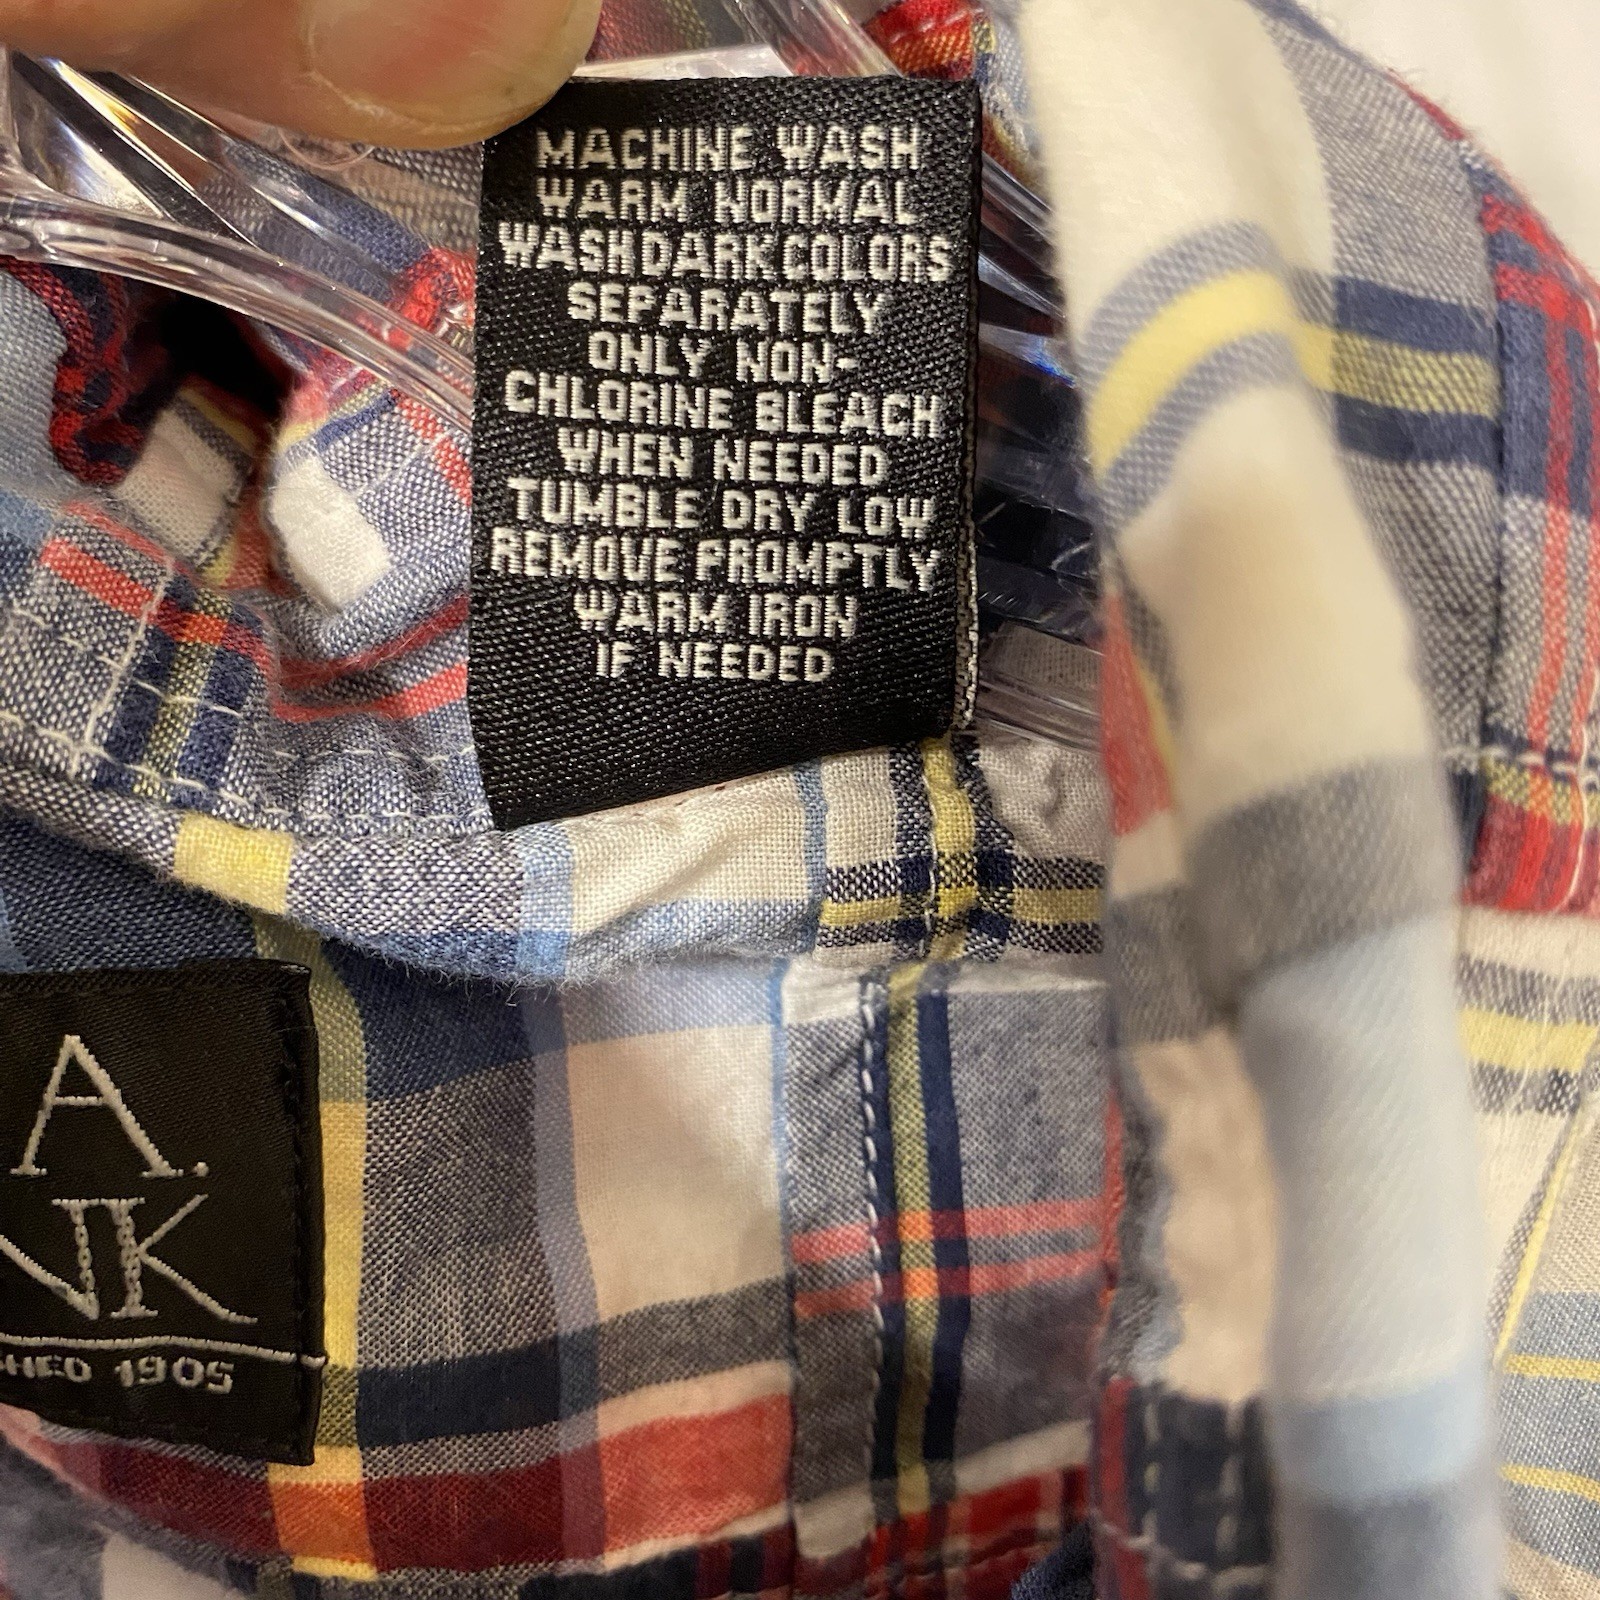 MACHINE WASH
WARM NORMAL
WASH DARK COLORS
SEPARATELY
ONLY NON-
CHLORINE BLEACH
WHEN NEEDED
TUMBLE DRY LOW
REMOVE PROMPTLY
WARM IRON
IF NEEDED
A.
NK
SHED 1905